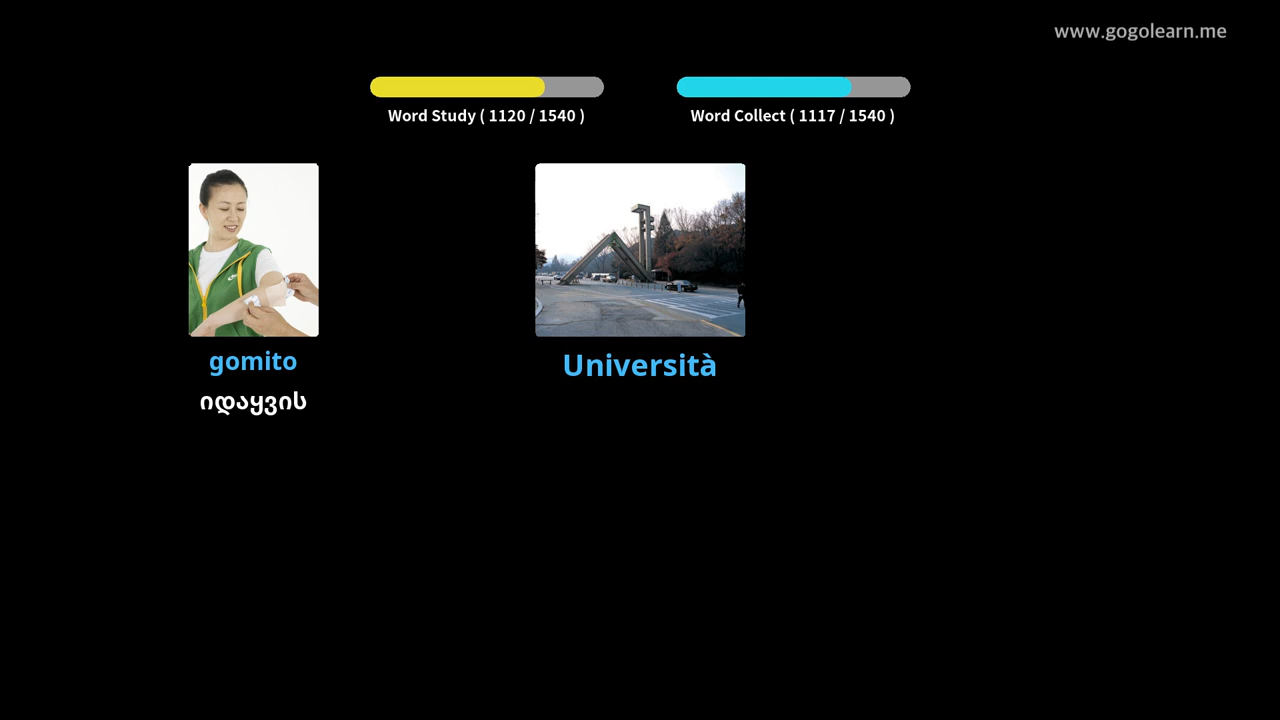 www.gogolearn.me
Word Study ( 1120 / 1540 )
Word Collect ( 1117 / 1540 )
gomito
იდაყვის
Università